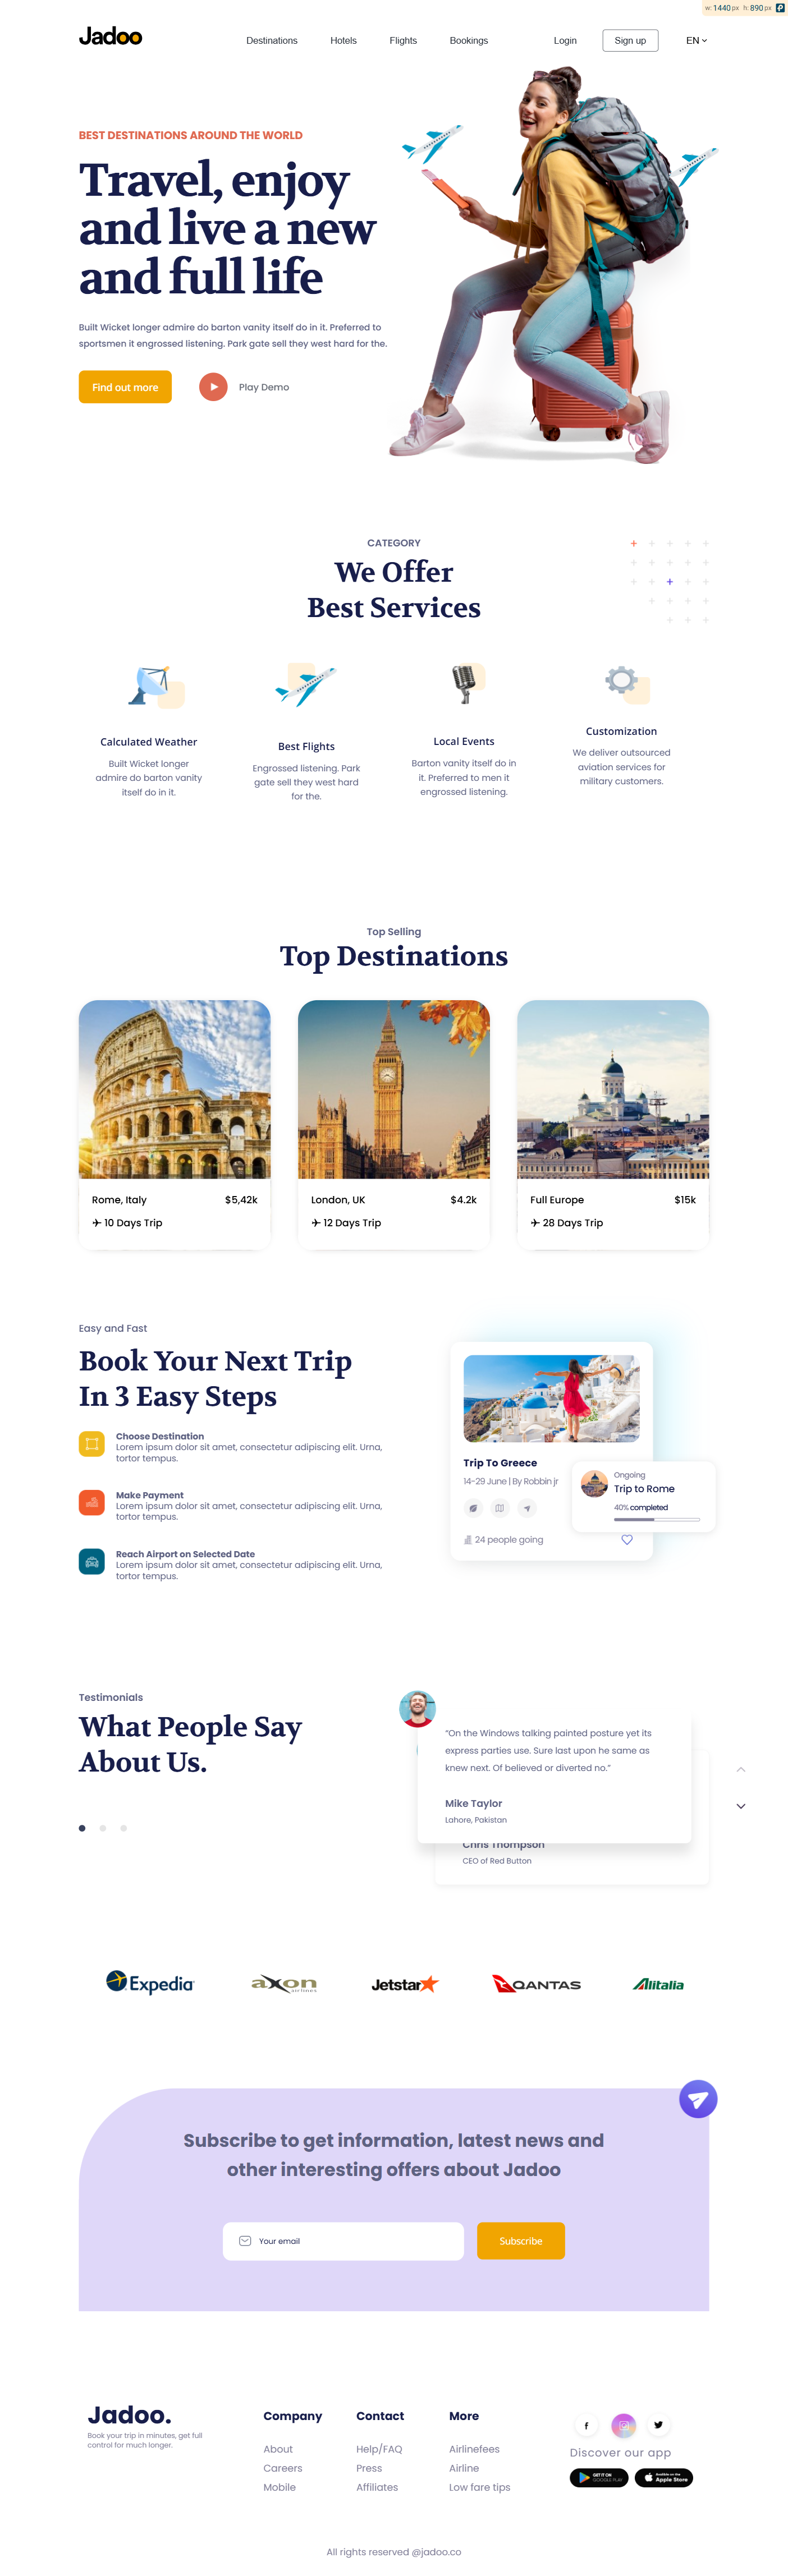 w: 1440 px h: 890 px
Jadoo
Destinations
Hotels
Flights
Bookings
Login
Sign up
EN
BEST DESTINATIONS AROUND THE WORLD
Travel, enjoy
and live a new
and full life
Built Wicket longer admire do barton vanity itself do in it. Preferred to
sportsmen it engrossed listening. Park gate sell they west hard for the.
Find out more
Play Demo
CATEGORY
We Offer
Best Services
Calculated Weather
Built Wicket longer
admire do barton vanity
itself do in it.
Best Flights
Engrossed listening. Park
gate sell they west hard
for the.
Local Events
Barton vanity itself do in
it. Preferred to men it
engrossed listening.
Customization
We deliver outsourced
aviation services for
military customers.
Top Selling
Top Destinations
Rome, Italy
$5,42k
10 Days Trip
London, UK
$4.2k
12 Days Trip
Full Europe
$15k
28 Days Trip
Easy and Fast
Book Your Next Trip
In 3 Easy Steps
Choose Destination
Lorem ipsum dolor sit amet, consectetur adipiscing elit. Urna,
tortor tempus.
Make Payment
Lorem ipsum dolor sit amet, consectetur adipiscing elit. Urna,
tortor tempus.
Reach Airport on Selected Date
Lorem ipsum dolor sit amet, consectetur adipiscing elit. Urna,
tortor tempus.
Trip To Greece
14-29 June | By Robbin jr
24 people going
Ongoing
Trip to Rome
40% completed
Testimonials
What People Say
About Us.
“On the Windows talking painted posture yet its
express parties use. Sure last upon he same as
knew next. Of believed or diverted no.”
Mike Taylor
Lahore, Pakistan
Chris Thompson
CEO of Red Button
Expedia
axon
airlines
Jetstar
QANTAS
Alitalia
Subscribe to get information, latest news and
other interesting offers about Jadoo
Your email
Subscribe
Jadoo.
Book your trip in minutes, get full
control for much longer.
Company
About
Careers
Mobile
Contact
Help/FAQ
Press
Affiliates
More
Airlinefees
Airline
Low fare tips
Discover our app
GET IT ON
GOOGLE PLAY
Available on the
Apple Store
All rights reserved @jadoo.co